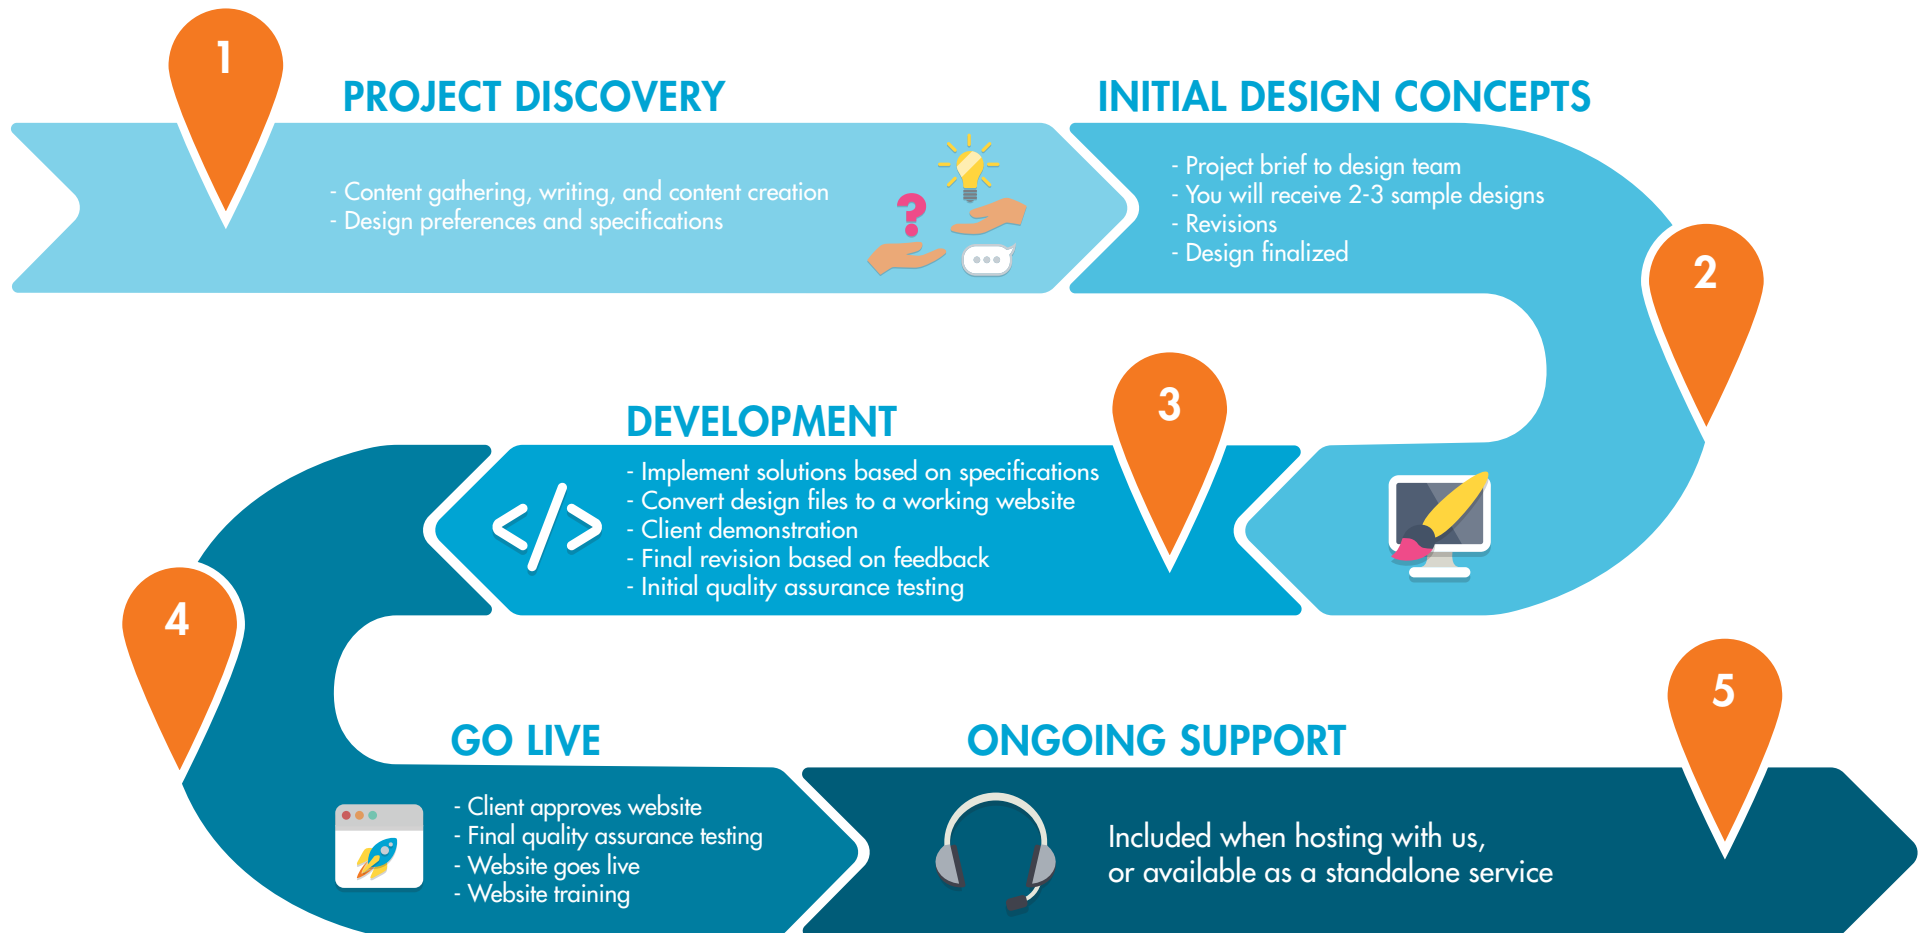 1
PROJECT DISCOVERY
- Content gathering, writing, and content creation
- Design preferences and specifications
?
INITIAL DESIGN CONCEPTS
- Project brief to design team
- You will receive 2-3 sample designs
- Revisions
- Design finalized
2
3
DEVELOPMENT
- Implement solutions based on specifications
- Convert design files to a working website
- Client demonstration
- Final revision based on feedback
- Initial quality assurance testing
</>
4
GO LIVE
- Client approves website
- Final quality assurance testing
- Website goes live
- Website training
5
ONGOING SUPPORT
Included when hosting with us,
or available as a standalone service